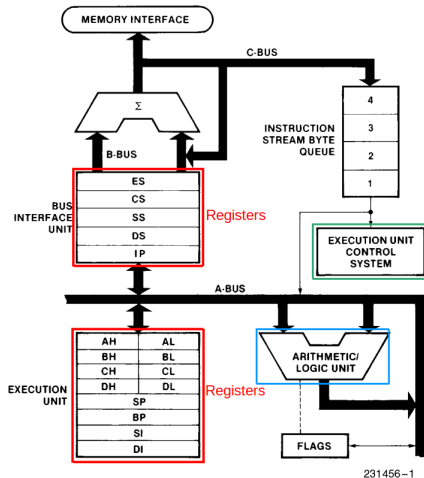 MEMORY INTERFACE
C-BUS
Σ
B-BUS
INSTRUCTION
STREAM BYTE
QUEUE
4
3
2
1
BUS
INTERFACE
UNIT
ES
CS
SS
DS
IP
Registers
EXECUTION UNIT
CONTROL
SYSTEM
A-BUS
EXECUTION
UNIT
AH AL
BH BL
CH CL
DH DL
SP
BP
SI
DI
Registers
ARITHMETIC/
LOGIC UNIT
FLAGS
231456–1